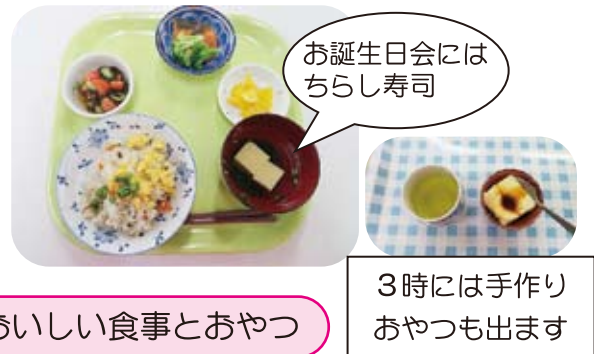 お誕生日会には
ちらし寿司
3時には手作り
おやつも出ます
おいしい食事とおやつ